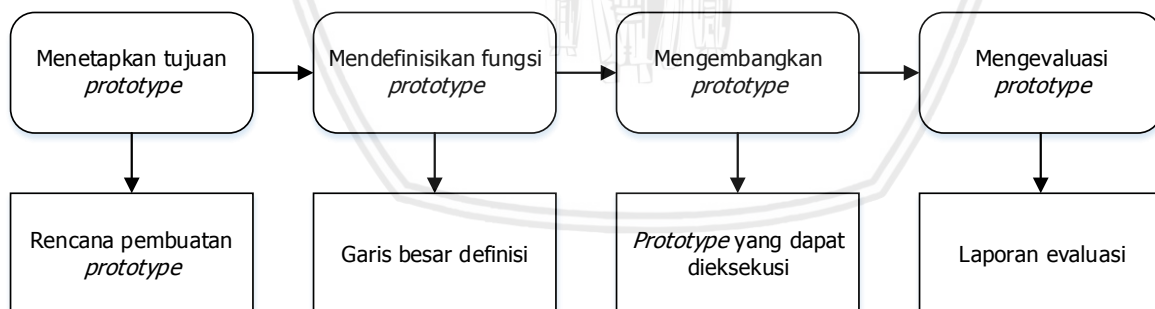 Menetapkan tujuan
prototype
Mendefinisikan fungsi
prototype
Mengembangkan
prototype
Mengevaluasi
prototype
Rencana pembuatan
prototype
Garis besar definisi
Prototype yang dapat
dieksekusi
Laporan evaluasi